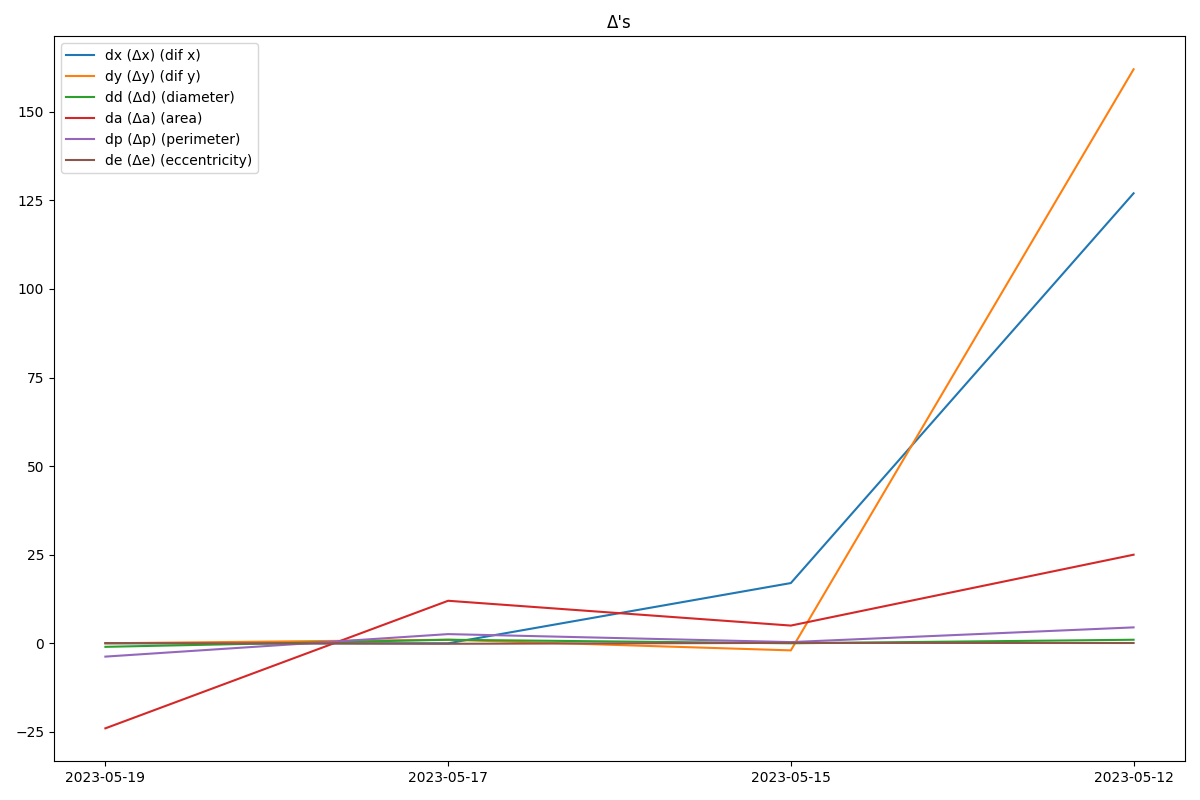 Δ's
dx (Δx) (dif x)
dy (Δy) (dif y)
dd (Δd) (diameter)
da (Δa) (area)
dp (Δp) (perimeter)
de (Δe) (eccentricity)
150
125
100
75
50
25
0
−25
2023-05-19 2023-05-17 2023-05-15 2023-05-12